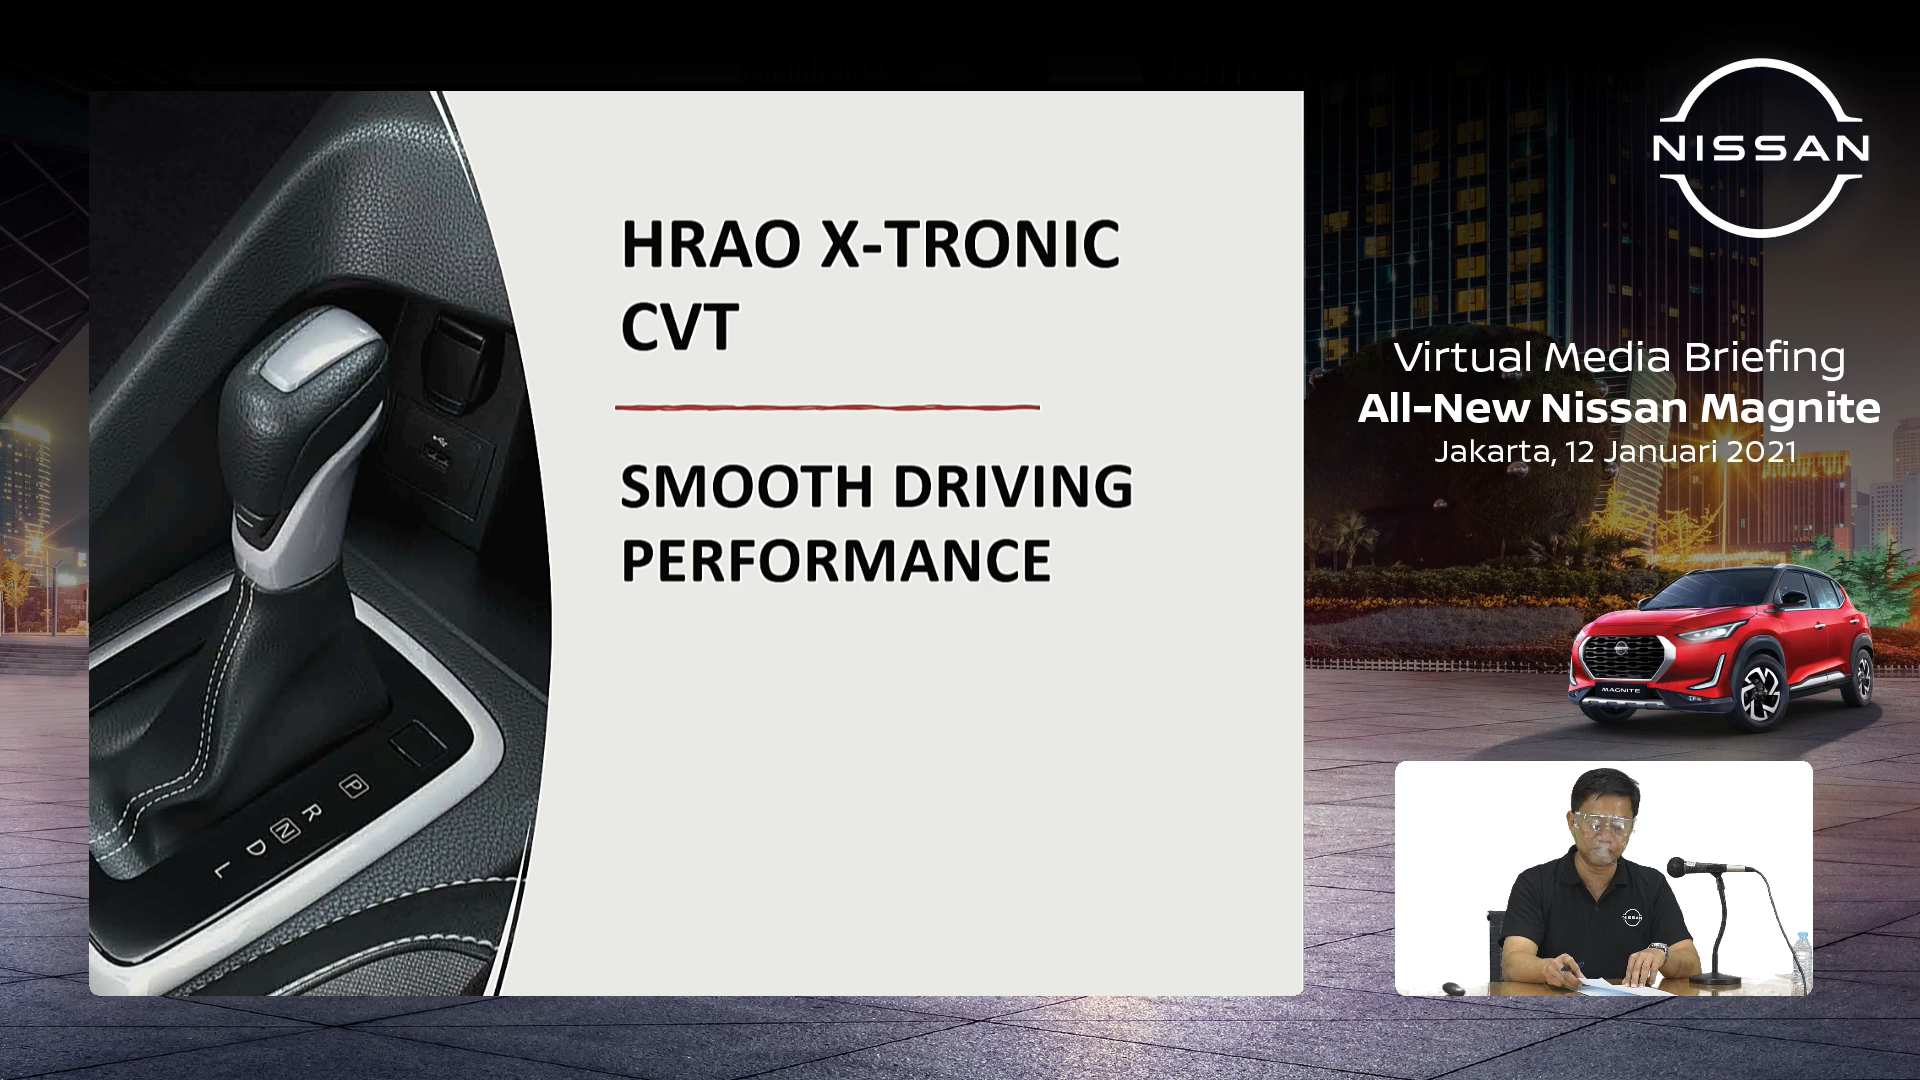 HRAO X-TRONIC
CVT
SMOOTH DRIVING
PERFORMANCE
P
R
N
D
L
NISSAN
Virtual Media Briefing
All-New Nissan Magnite
Jakarta, 12 Januari 2021
MAGNITE
NISSAN